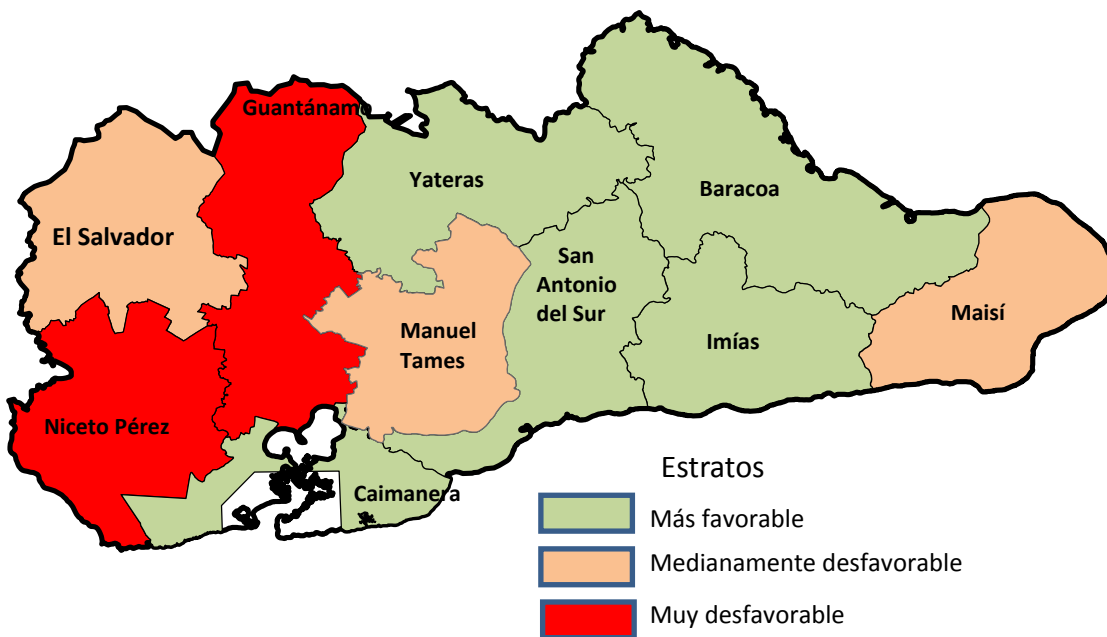 Guantánamo
Yateras
Baracoa
El Salvador
San
Antonio
del Sur
Maisí
Manuel
Tames
Imías
Niceto Pérez
Caimanera
Estratos
Más favorable
Medianamente desfavorable
Muy desfavorable